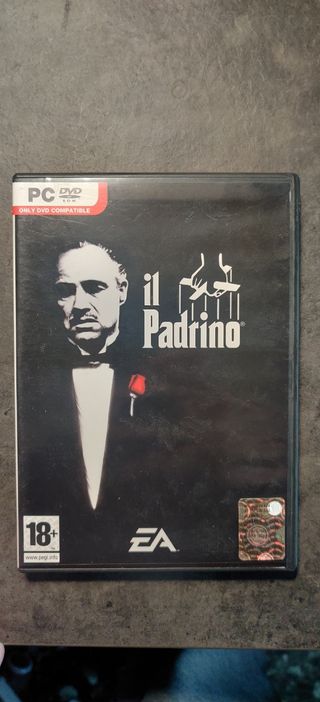 PC DVD
ROM
ONLY DVD COMPATIBLE
il
Padrino®
18+
www.pegi.info
EA